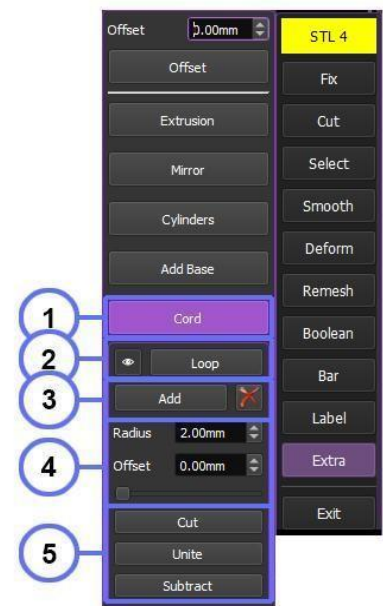 Offset 0.00mm
Offset
Extrusion
Mirror
Cylinders
Add Base
1 Cord
2 Loop
3 Add
Radius 2.00mm
4
Offset 0.00mm
Cut
5 Unite
Subtract
STL 4
Fix
Cut
Select
Smooth
Deform
Remesh
Boolean
Bar
Label
Extra
Exit